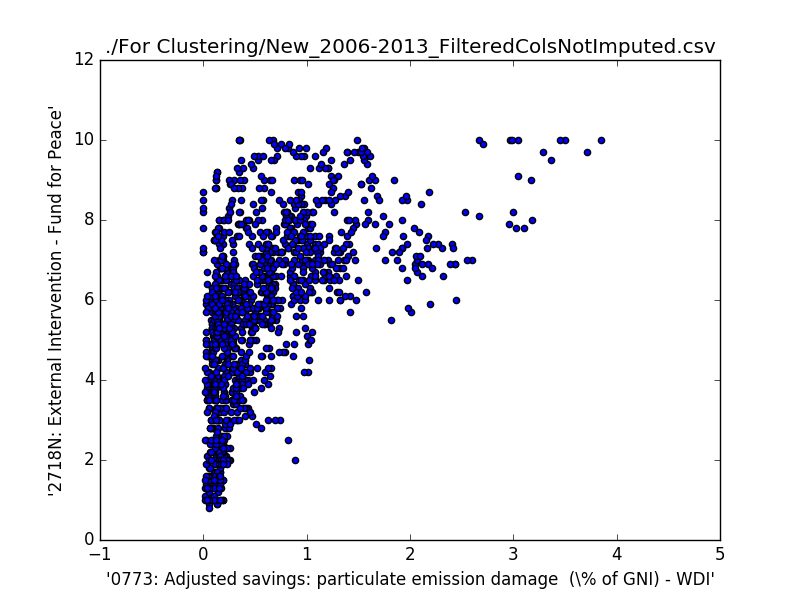 ./For Clustering/New_2006-2013_FilteredColsNotImputed.csv
12
10
8
6
4
2
0
'2718N: External Intervention - Fund for Peace'
−1 0 1 2 3 4 5
'0773: Adjusted savings: particulate emission damage  (\% of GNI) - WDI'